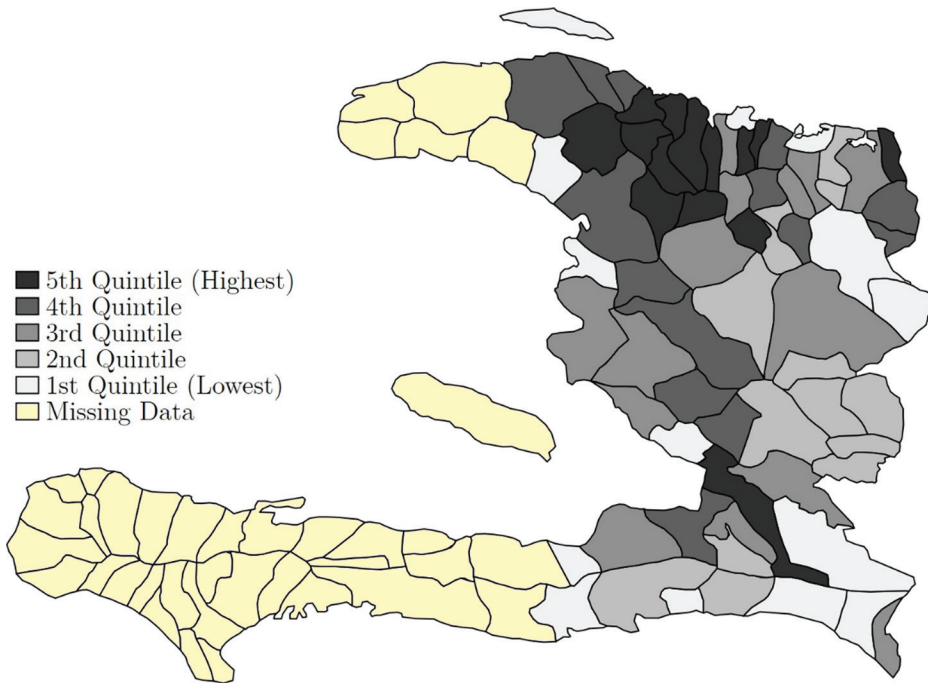 5th Quintile (Highest)
4th Quintile
3rd Quintile
2nd Quintile
1st Quintile (Lowest)
Missing Data